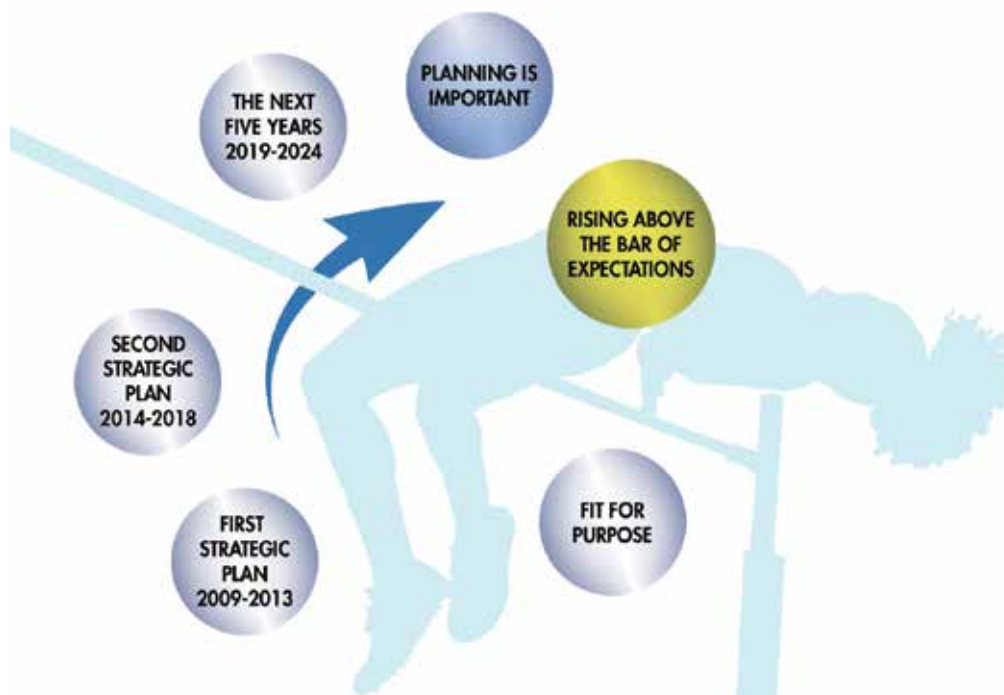 PLANNING IS
IMPORTANT
THE NEXT
FIVE YEARS
2019-2024
RISING ABOVE
THE BAR OF
EXPECTATIONS
SECOND
STRATEGIC
PLAN
2014-2018
FIRST
STRATEGIC
PLAN
2009-2013
FIT FOR
PURPOSE